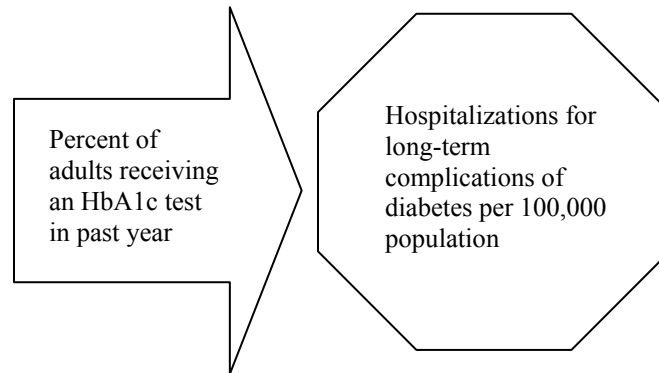 Percent of
adults receiving
an HbA1c test
in past year
Hospitalizations for
long-term
complications of
diabetes per 100,000
population